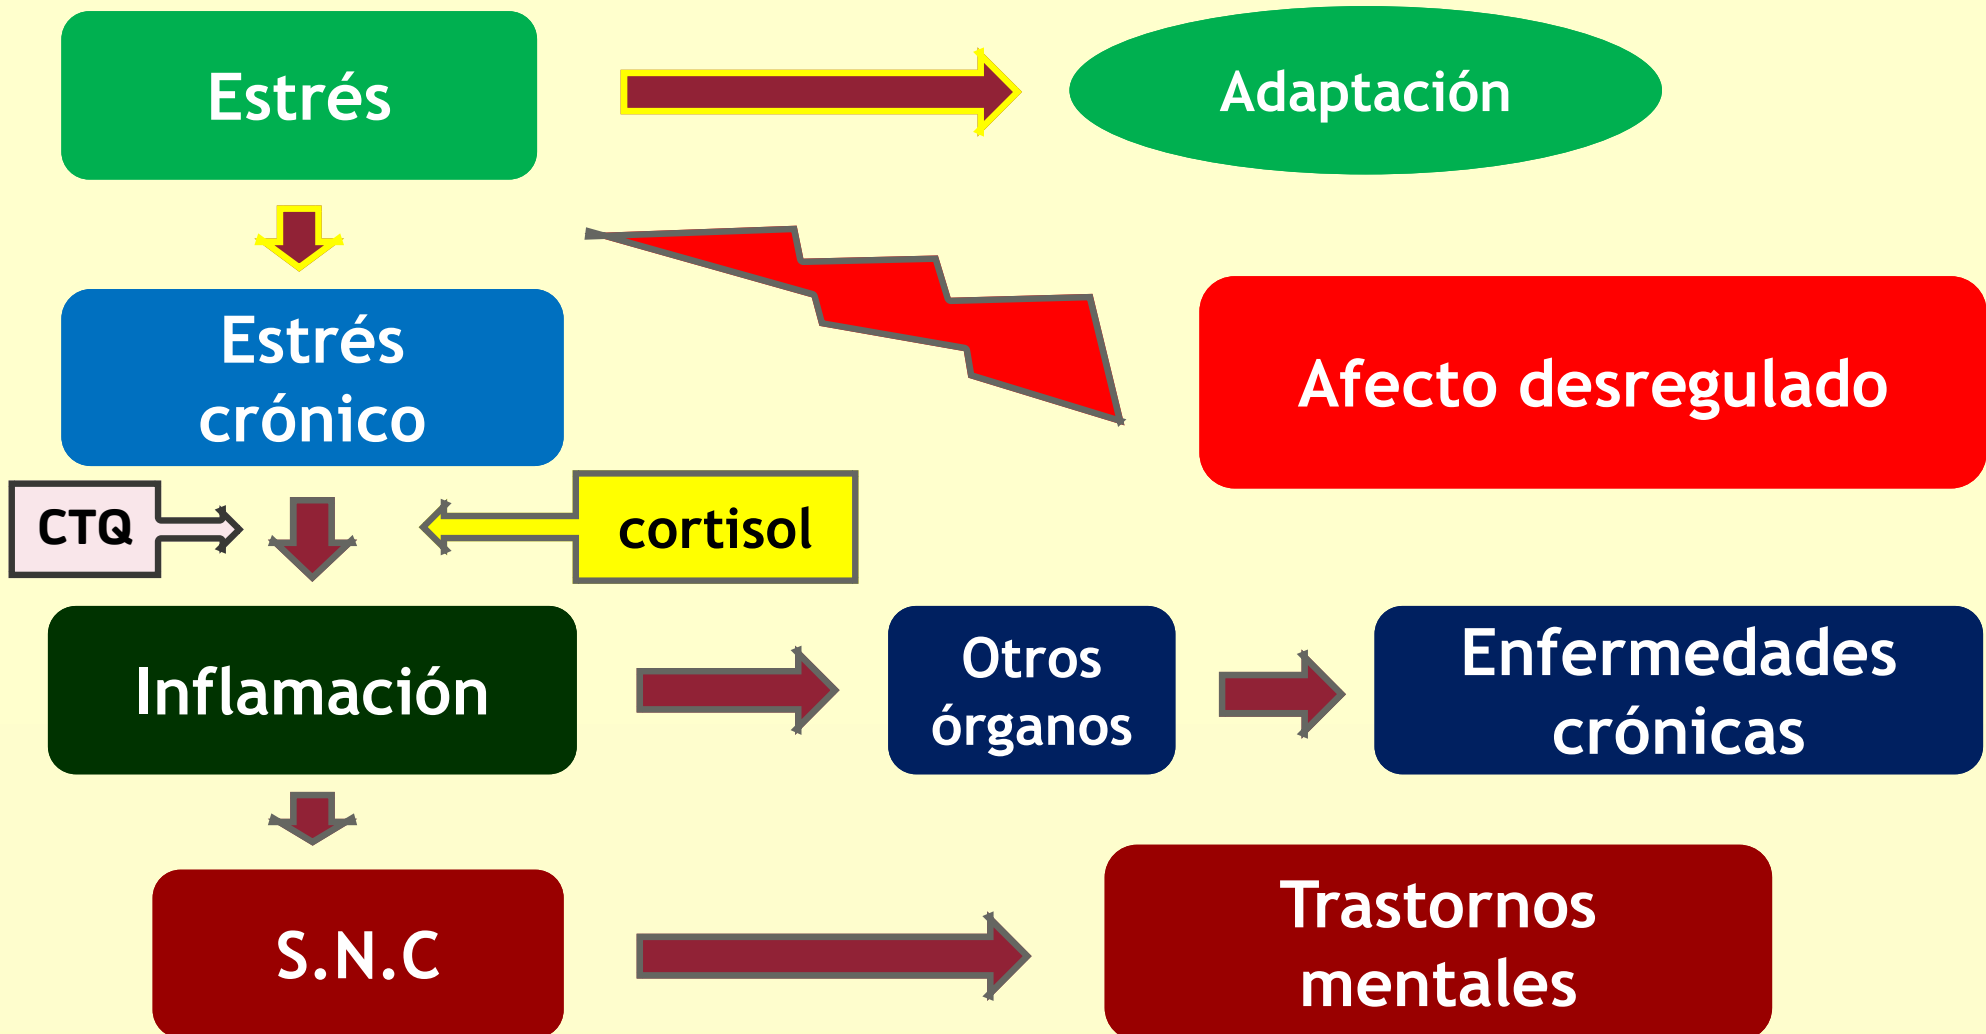 Estrés
Adaptación
Estrés
crónico
Afecto desregulado
CTQ
cortisol
Inflamación
Otros
órganos
Enfermedades
crónicas
S.N.C
Trastornos
mentales